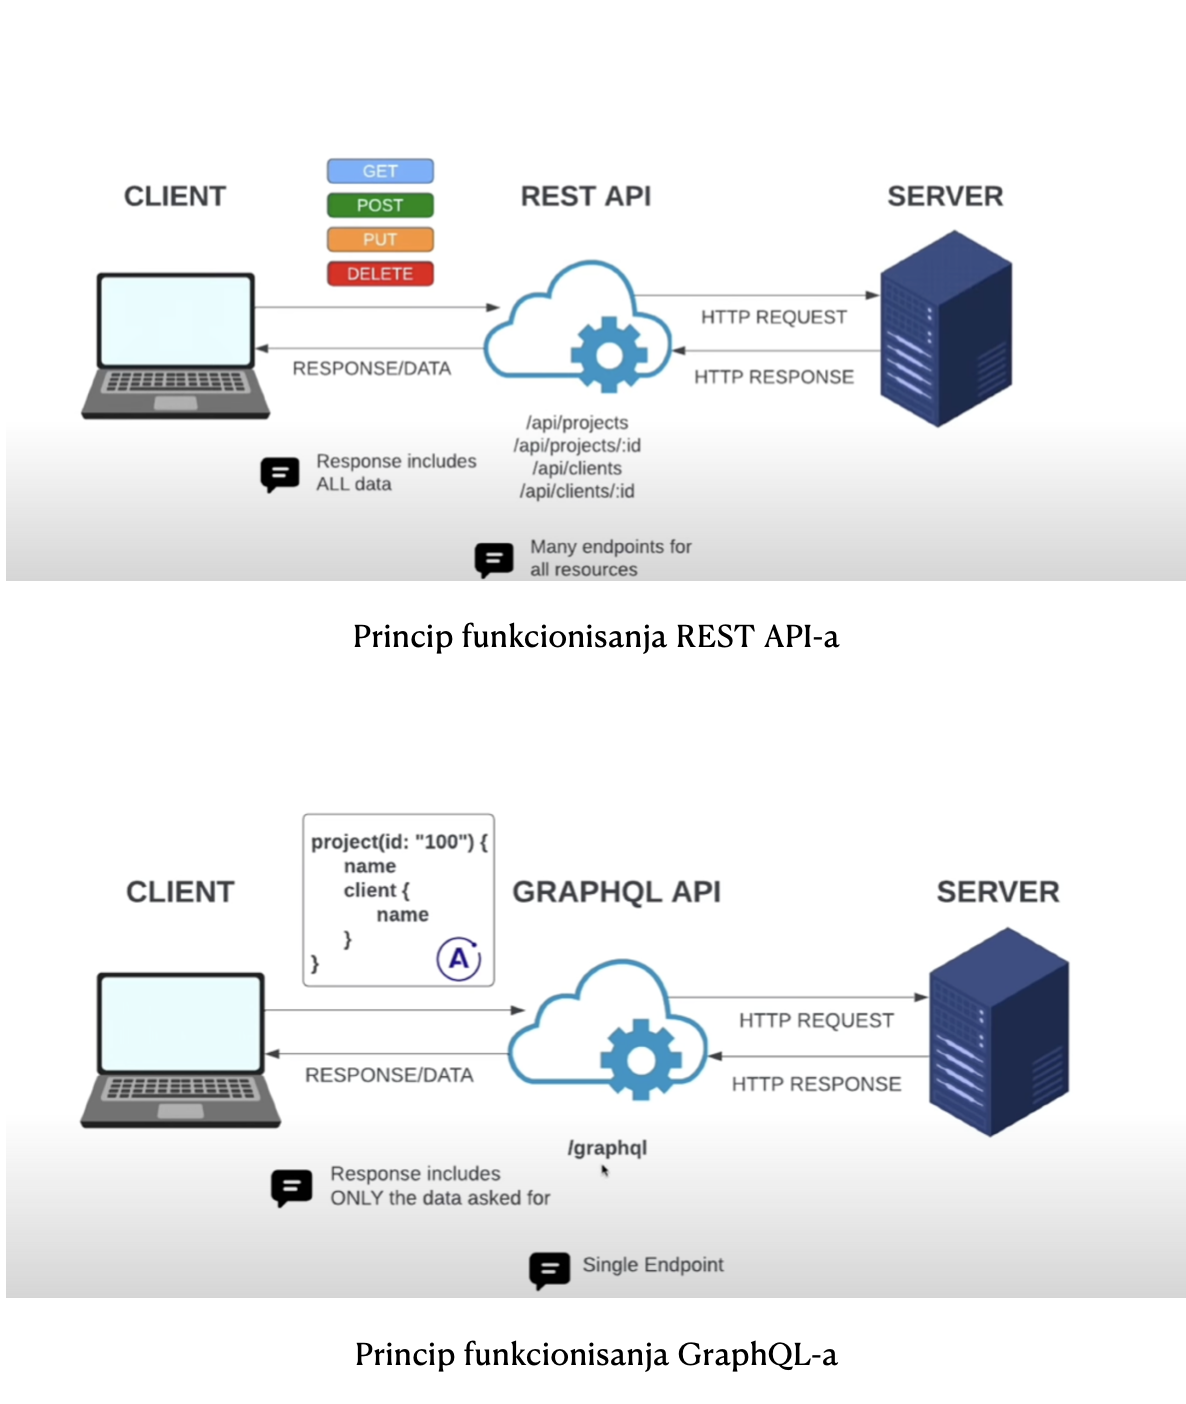 GET
CLIENT
POST
REST API
SERVER
PUT
DELETE
HTTP REQUEST
RESPONSE/DATA
HTTP RESPONSE
/api/projects
/api/projects/:id
/api/clients
/api/clients/:id
Response includes
ALL data
Many endpoints for
all resources
Princip funkcionisanja REST API-a
project(id: "100") {
name
client {
name
}
}
A
CLIENT
GRAPHQL API
SERVER
HTTP REQUEST
RESPONSE/DATA
HTTP RESPONSE
/graphql
Response includes
ONLY the data asked for
Single Endpoint
Princip funkcionisanja GraphQL-a